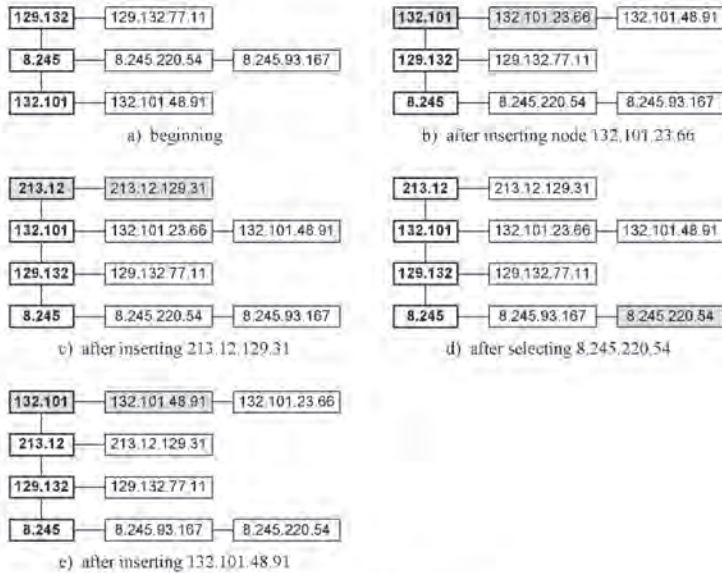 129.132 129.132.77.11
8.245 8.245.220.54 8.245.93.167
132.101 132.101.48.91
a) beginning
132.101 132.101.23.66 132.101.48.91
129.132 129.132.77.11
8.245 8.245.220.54 8.245.93.167
b) after inserting node 132.101.23.66
213.12 213.12.129.31
132.101 132.101.23.66 132.101.48.91
129.132 129.132.77.11
8.245 8.245.220.54 8.245.93.167
c) after inserting 213.12.129.31
213.12 213.12.129.31
132.101 132.101.23.66 132.101.48.91
129.132 129.132.77.11
8.245 8.245.93.167 8.245.220.54
d) after selecting 8.245.220.54
132.101 132.101.48.91 132.101.23.66
213.12 213.12.129.31
129.132 129.132.77.11
8.245 8.245.93.167 8.245.220.54
e) after inserting 132.101.48.91